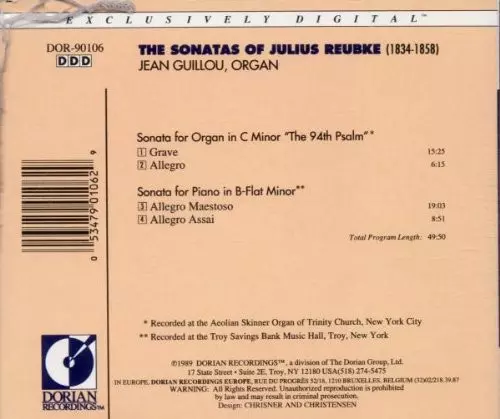 EXCLUSIVELY DIGITAL™
DOR-90106
DDD
THE SONATAS OF JULIUS REUBKE (1834-1858)
JEAN GUILLOU, ORGAN
Sonata for Organ in C Minor "The 94th Psalm"*
1 Grave 15:25
2 Allegro 6:15
Sonata for Piano in B-Flat Minor**
3 Allegro Maestoso 19:03
4 Allegro Assai 8:51
Total Program Length: 49:50
0 53479 01062 9
* Recorded at the Aeolian Skinner Organ of Trinity Church, New York City
** Recorded at the Troy Savings Bank Music Hall, Troy, New York
DORIAN
RECORDINGS™
©1989 DORIAN RECORDINGS™, a division of The Dorian Group, Ltd.
17 State Street • Suite 2E, Troy, NY 12180 USA(518) 274-5475
IN EUROPE, DORIAN RECORDINGS EUROPE, RUE DU PROGRÈS 52/16, 1210 BRUXELLES, BELGIUM (32)02/218.39.87
WARNING: All Rights Reserved. Unauthorized reproduction is prohibited
by law and may result in criminal prosecution.
Design: CHRISNER AND CHRISTENSEN